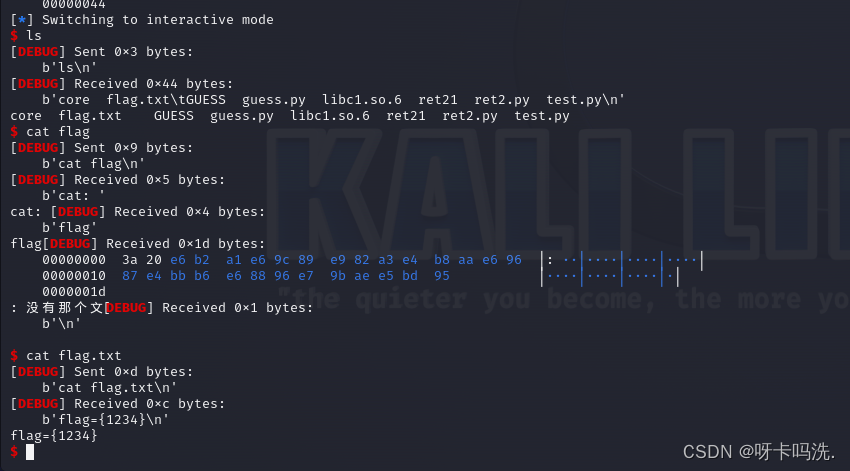 00000044
[*] Switching to interactive mode
$ ls
[DEBUG] Sent 0×3 bytes:
b'ls\n'
[DEBUG] Received 0×44 bytes:
b'core  flag.txt\tGUESS  guess.py  libc1.so.6  ret21  ret2.py  test.py\n'
core  flag.txt    GUESS  guess.py  libc1.so.6  ret21  ret2.py  test.py
$ cat flag
[DEBUG] Sent 0×9 bytes:
b'cat flag\n'
[DEBUG] Received 0×5 bytes:
b'cat: '
cat: [DEBUG] Received 0×4 bytes:
b'flag'
flag[DEBUG] Received 0×1d bytes:
00000000  3a 20 e6 b2  a1 e6 9c 89  e9 82 a3 e4  b8 aa e6 96  │: ··│····│····│····│
00000010  87 e4 bb b6  e6 88 96 e7  9b ae e5 bd  95           │····│····│····│·│
0000001d
: 没有那个文[DEBUG] Received 0×1 bytes:
b'\n'
$ cat flag.txt
[DEBUG] Sent 0×d bytes:
b'cat flag.txt\n'
[DEBUG] Received 0×c bytes:
b'flag={1234}\n'
flag={1234}
$
KALI LI
"the quieter you become, the more yo
CSDN @呀卡吗洗.